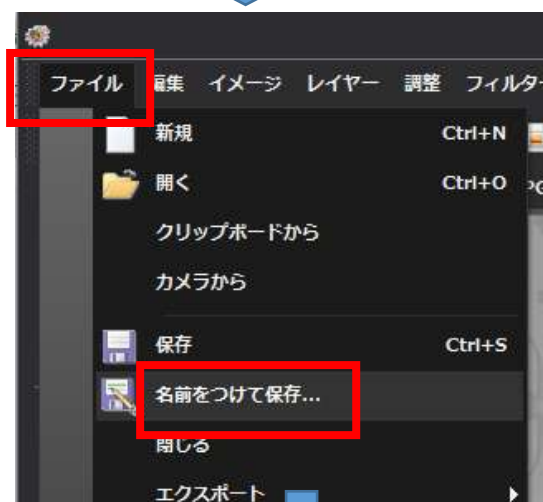 ファイル 編集 イメージ レイヤー 調整 フィルター
新規 Ctrl+N
開く Ctrl+O
クリップボードから
カメラから
保存 Ctrl+S
名前をつけて保存...
閉じる
エクスポート